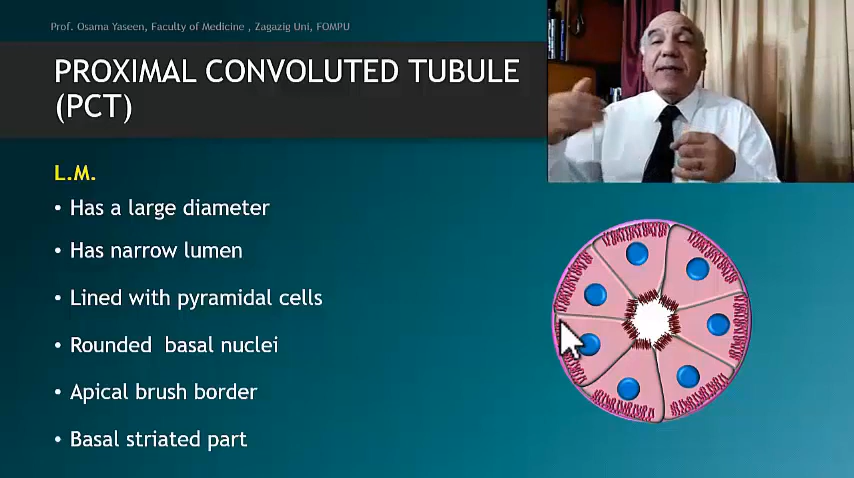 Prof. Osama Yaseen, Faculty of Medicine , Zagazig Uni, FOMPU
PROXIMAL CONVOLUTED TUBULE
(PCT)
L.M.
• Has a large diameter
• Has narrow lumen
• Lined with pyramidal cells
• Rounded basal nuclei
• Apical brush border
• Basal striated part